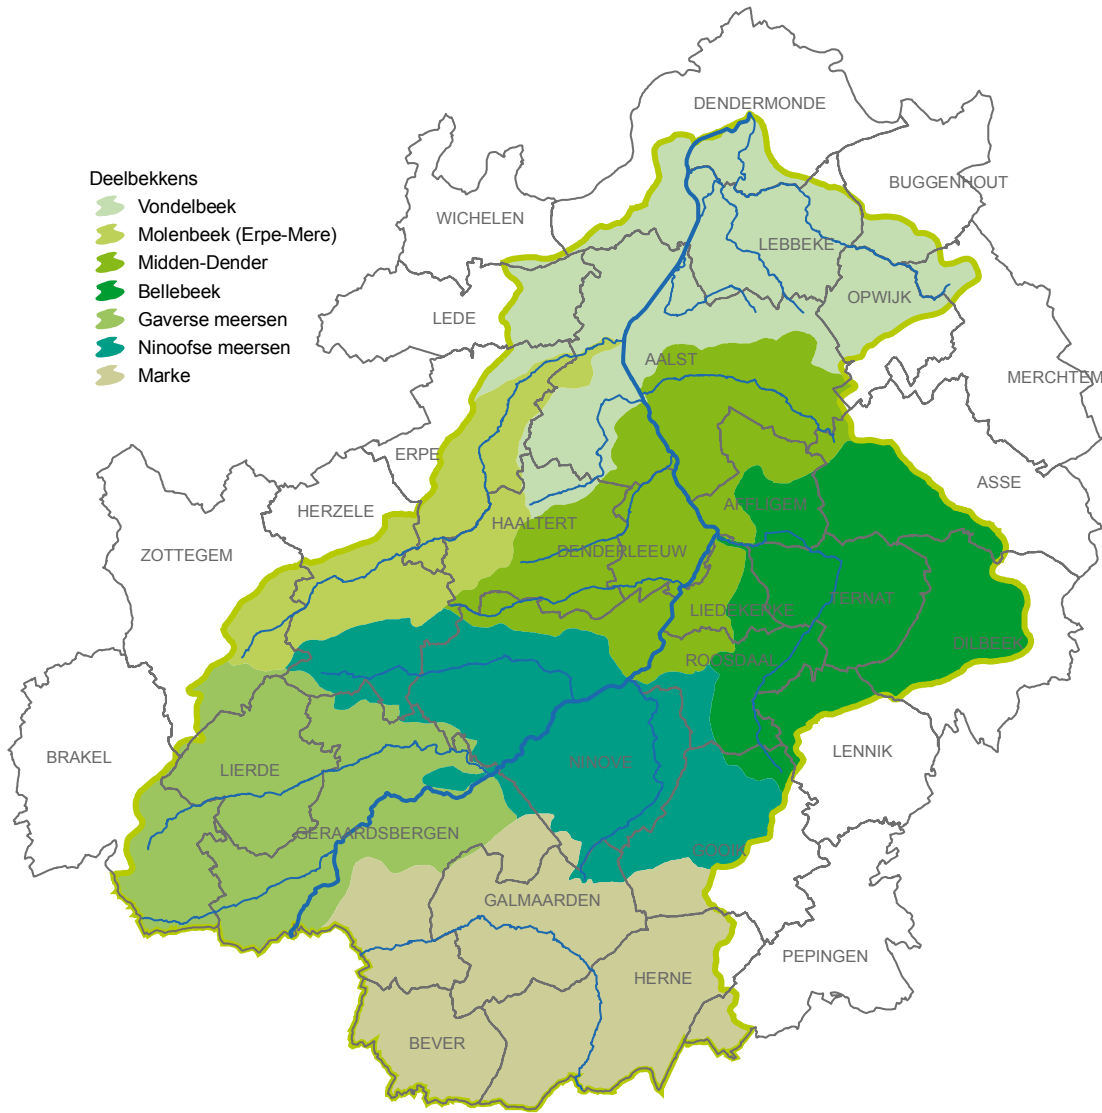 DENDERMONDE
Deelbekkens
Vondelbeek
Molenbeek (Erpe-Mere)
Midden-Dender
Bellebeek
Gaverse meersen
Ninoofse meersen
Marke
BUGGENHOUT
WICHELEN
LEBBEKE
OPWIJK
LEDE
AALST
MERCHTEM
ERPE
ASSE
HERZELE
AFFLIGEM
HAALTERT
ZOTTEGEM
DENDERLEEUW
TERNAT
LIEDEKERKE
DILBEEK
ROOSDAAL
BRAKEL
LENNIK
LIERDE
NINOVE
GERAARDSBERGEN
GOOIK
GALMAARDEN
PEPINGEN
HERNE
BEVER